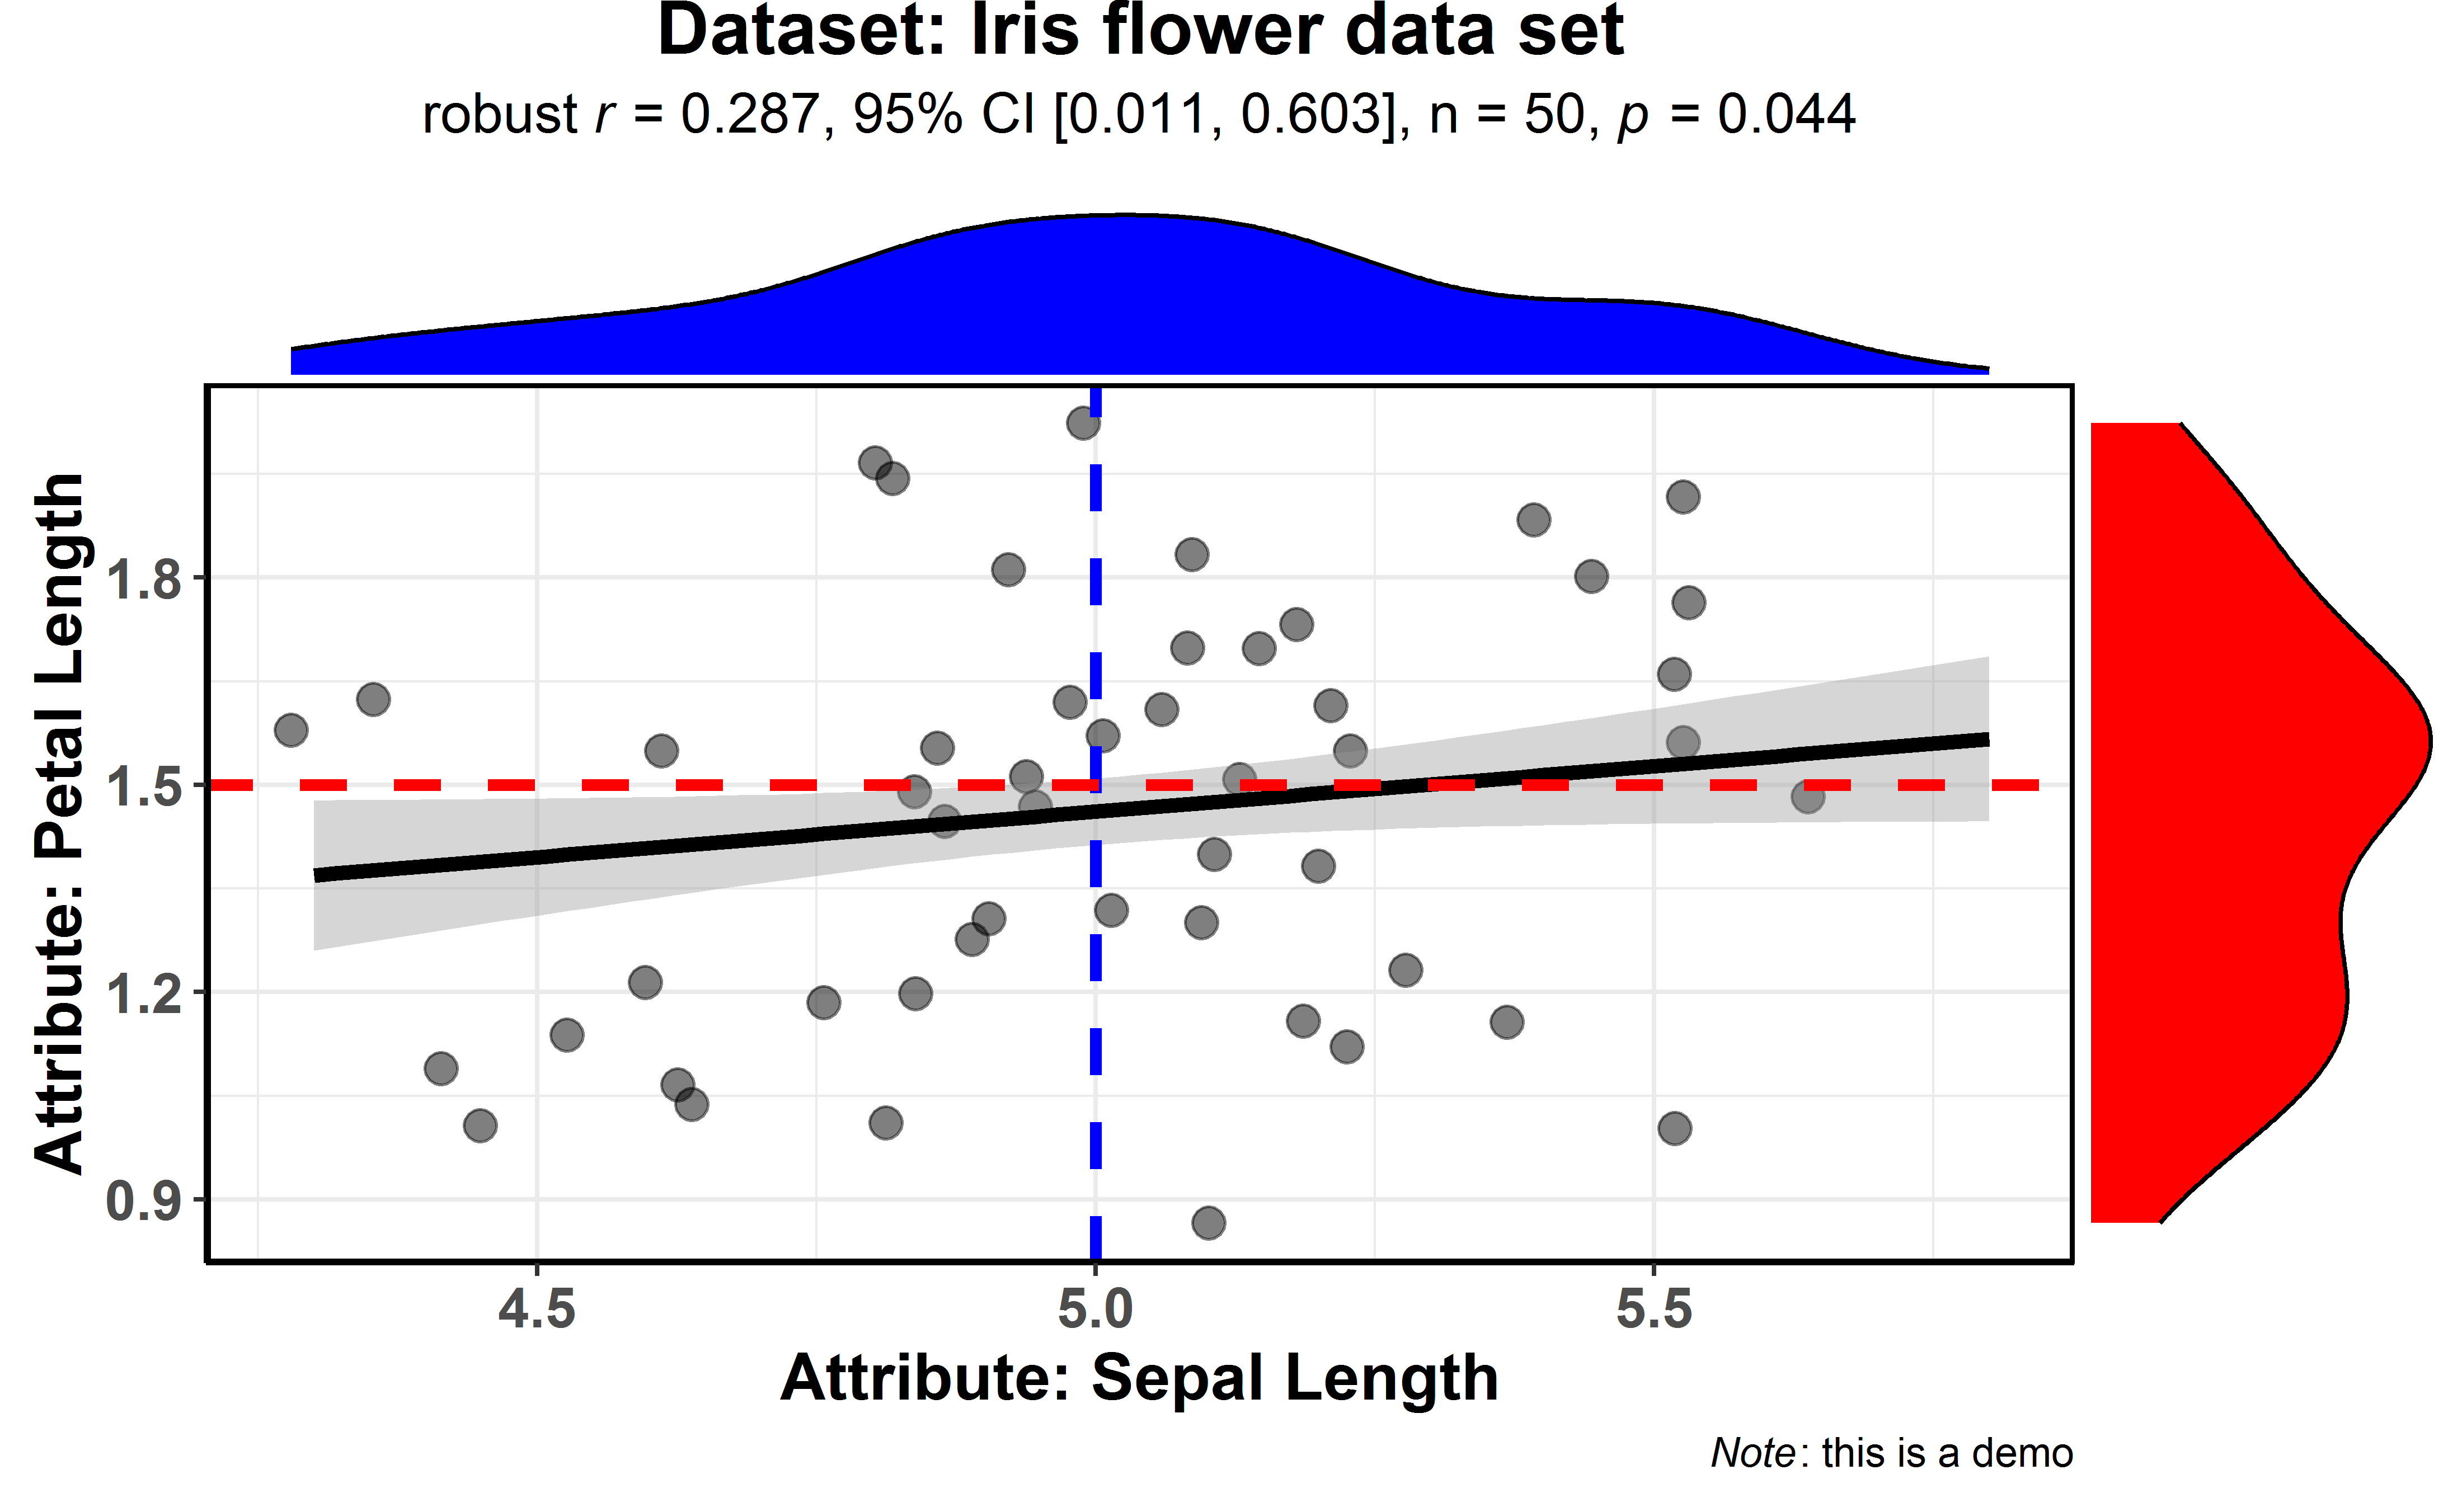 Dataset: Iris flower data set
robust r = 0.287, 95% CI [0.011, 0.603], n = 50, p = 0.044
Attribute: Petal Length
1.8
1.5
1.2
0.9
4.5 5.0 5.5
Attribute: Sepal Length
Note: this is a demo